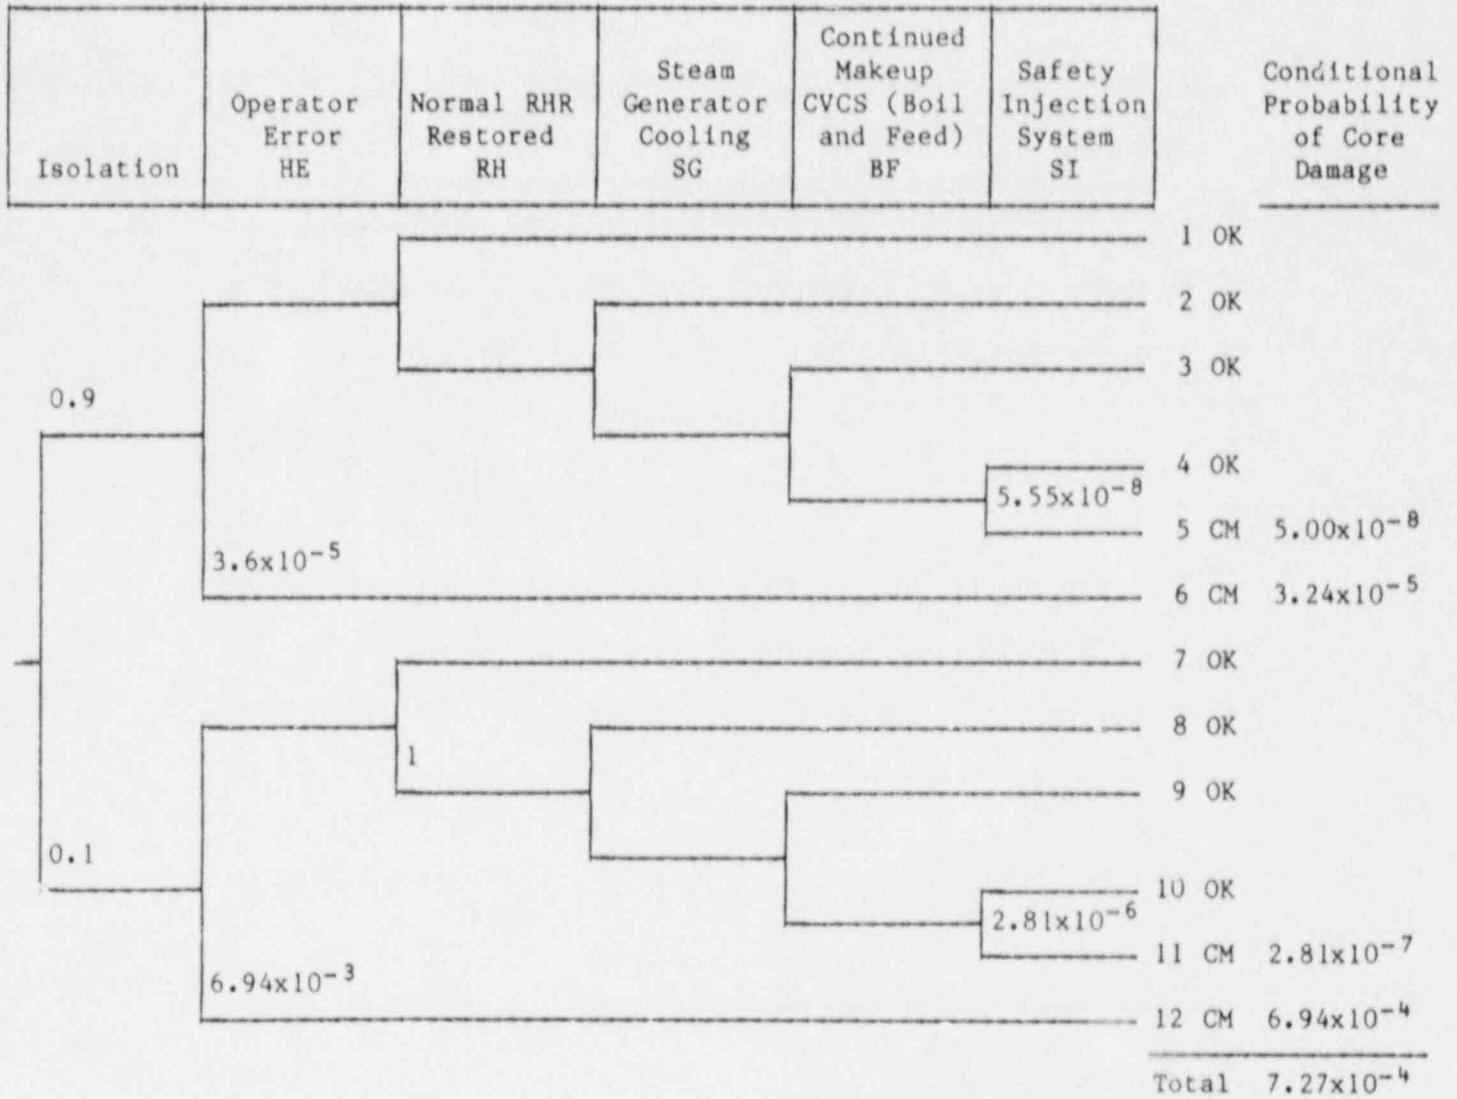 Isolation
Operator
Error
HE
Normal RHR
Restored
RH
Steam
Generator
Cooling
SG
Continued
Makeup
CVCS (Boil
and Feed)
BF
Safety
Injection
System
SI
Conditional
Probability
of Core
Damage
1 OK
2 OK
3 OK
0.9
4 OK
5.55x10⁻⁸
5 CM 5.00x10⁻⁸
3.6x10⁻⁵
6 CM 3.24x10⁻⁵
7 OK
8 OK
1
9 OK
0.1
10 OK
2.81x10⁻⁶
11 CM 2.81x10⁻⁷
6.94x10⁻³
12 CM 6.94x10⁻⁴
Total 7.27x10⁻⁴